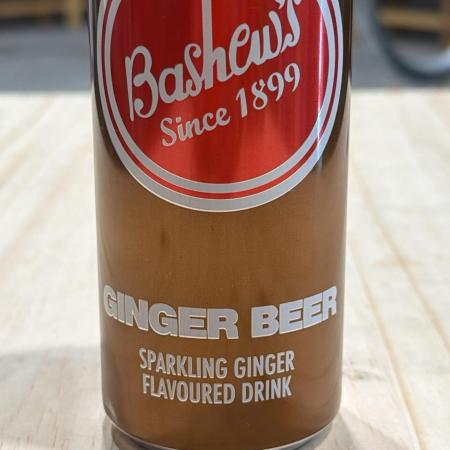 Bashew's
Since 1899
GINGER BEER
SPARKLING GINGER
FLAVOURED DRINK